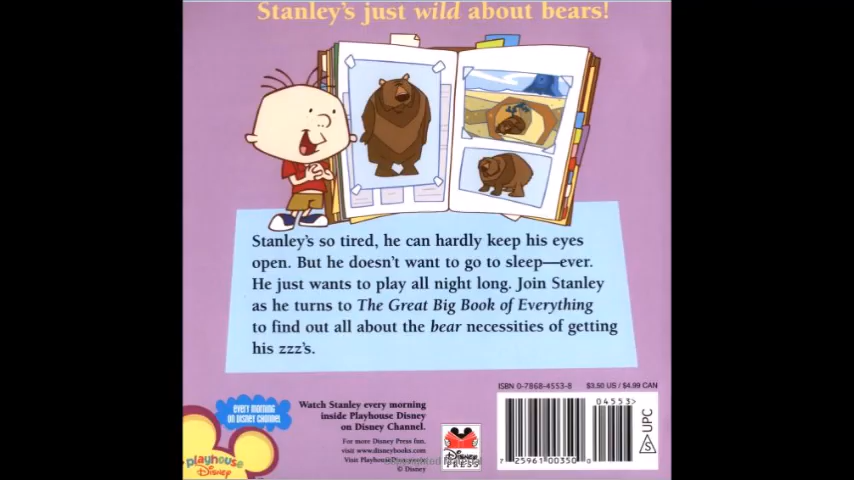 Stanley's just wild about bears!
Stanley's so tired, he can hardly keep his eyes
open. But he doesn't want to go to sleep—ever.
He just wants to play all night long. Join Stanley
as he turns to The Great Big Book of Everything
to find out all about the bear necessities of getting
his zzz's.
ISBN 0-7868-4553-8 $3.50 US / $4.99 CAN
04553>
S UPC
7 25961 00350 0
EVERY MORNING
ON DISNEY CHANNEL
Watch Stanley every morning
inside Playhouse Disney
on Disney Channel.
For more Disney Press fun,
visit www.disneybooks.com
© Disney
playhouse
Disney
Disney
PRESS